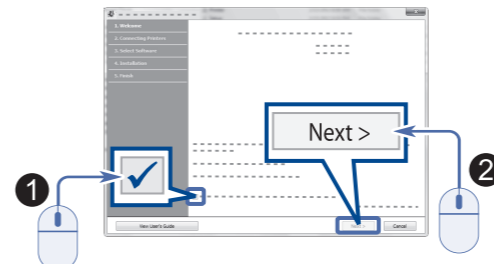 1. Welcome
2. Connecting Printers
3. Select Software
4. Installation
5. Finish
Next >
1
2
View User's Guide
Next >
Cancel